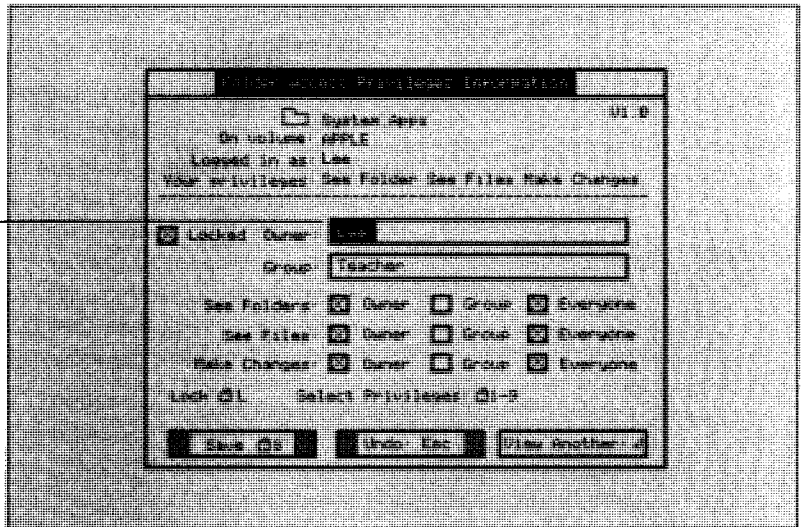 Folder Access Privileges Information
V1.0
System.Apps
On volume: APPLE
Logged in as: Lee
Your privileges: See Folder See Files Make Changes
Locked Owner: Lee
Group: Teacher
See Folders: Owner Group Everyone
See Files: Owner Group Everyone
Make Changes: Owner Group Everyone
Lock L Select Privileges 1-9
Save S Undo: Esc View Another: